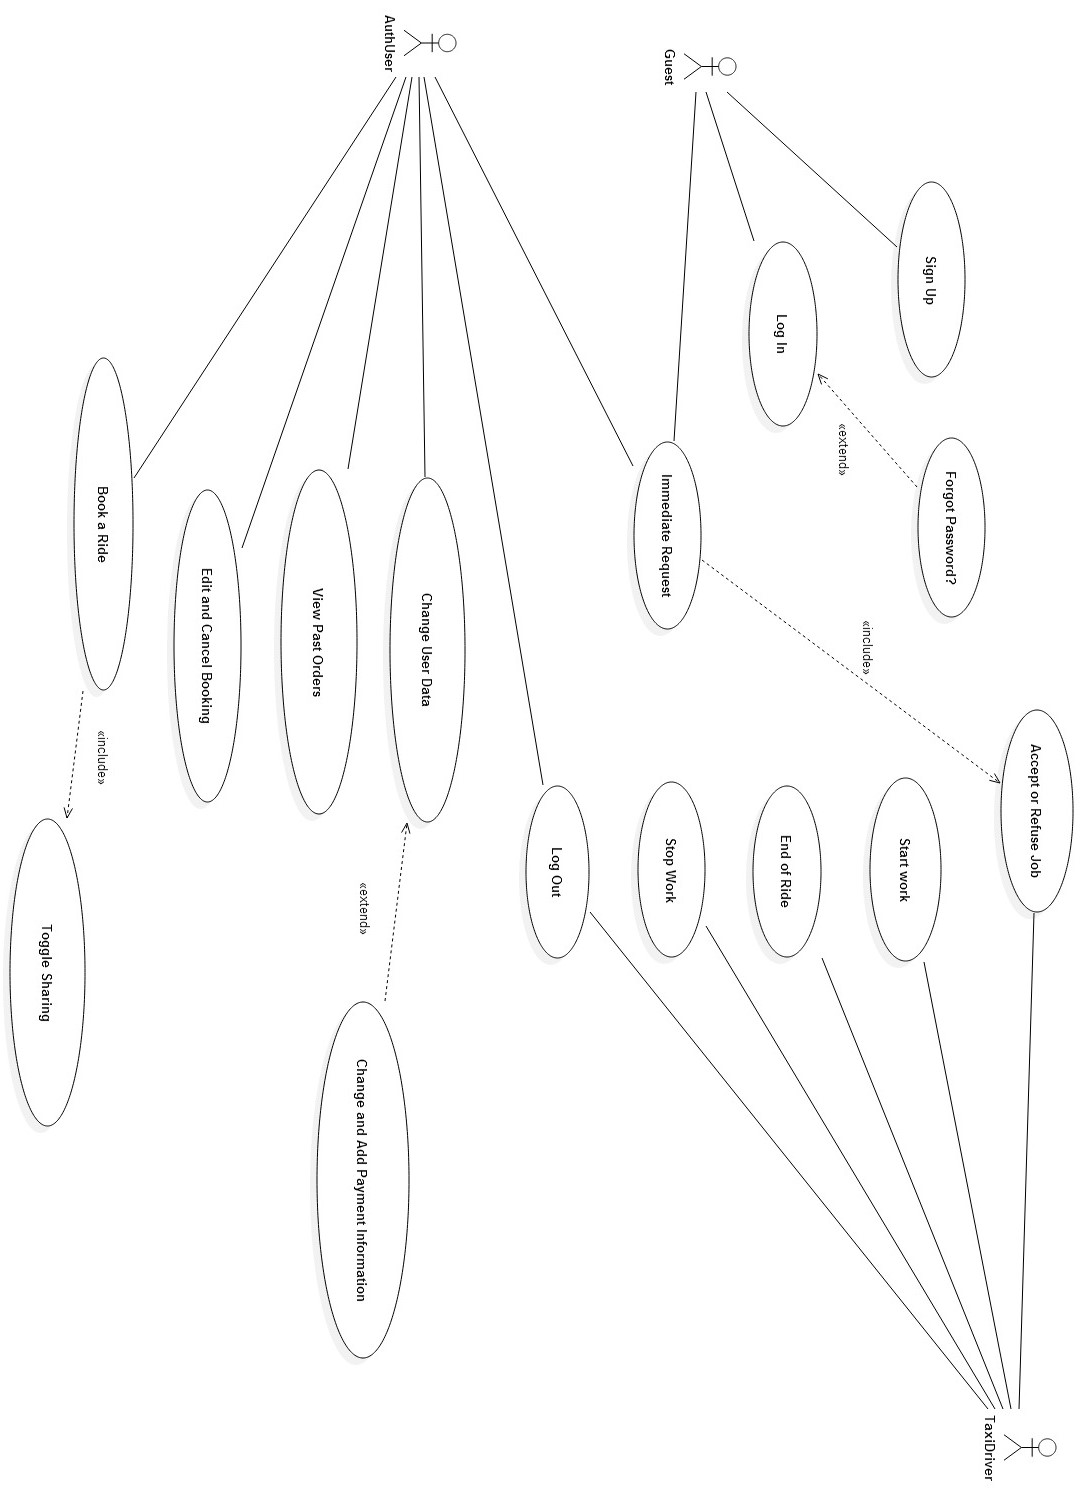 Sign Up
Forgot Password?
Accept or Refuse Job
TaxiDriver
«extend»
«include»
Log In
Guest
Immediate Request
Start work
End of Ride
Stop Work
Log Out
AuthUser
Change User Data
«extend»
Change and Add Payment Information
View Past Orders
Edit and Cancel Booking
Book a Ride
«include»
Toggle Sharing